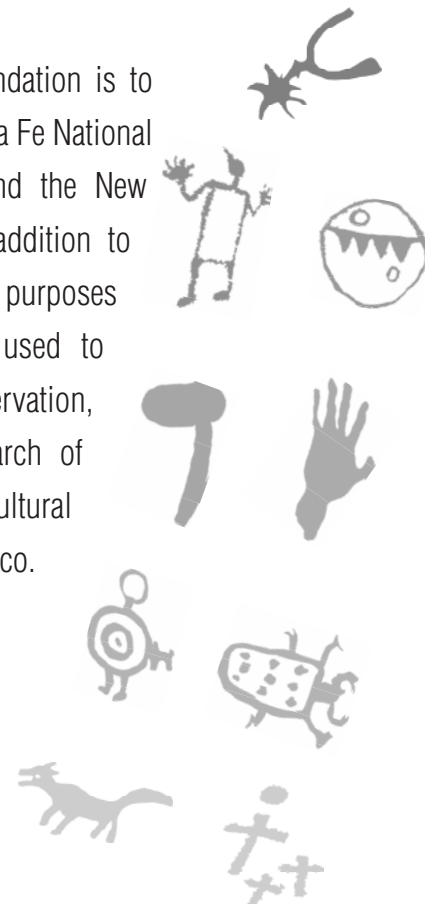 ndation is to
a Fe National
nd the New
addition to
purposes
used to
ervation,
arch of
ultural
co.